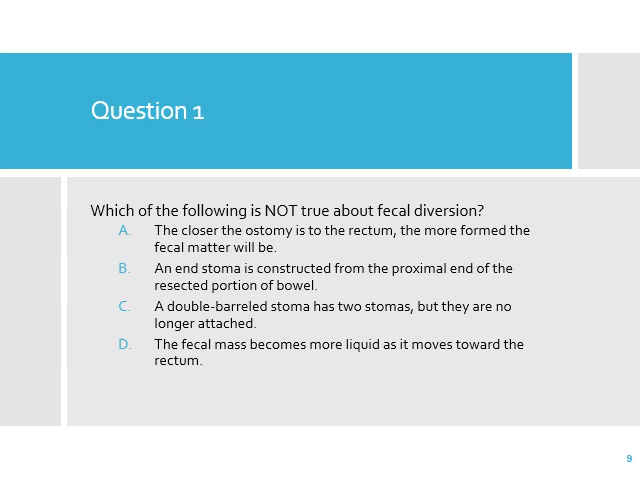 Question 1
Which of the following is NOT true about fecal diversion?
A. The closer the ostomy is to the rectum, the more formed the
fecal matter will be.
B. An end stoma is constructed from the proximal end of the
resected portion of bowel.
C. A double-barreled stoma has two stomas, but they are no
longer attached.
D. The fecal mass becomes more liquid as it moves toward the
rectum.
9